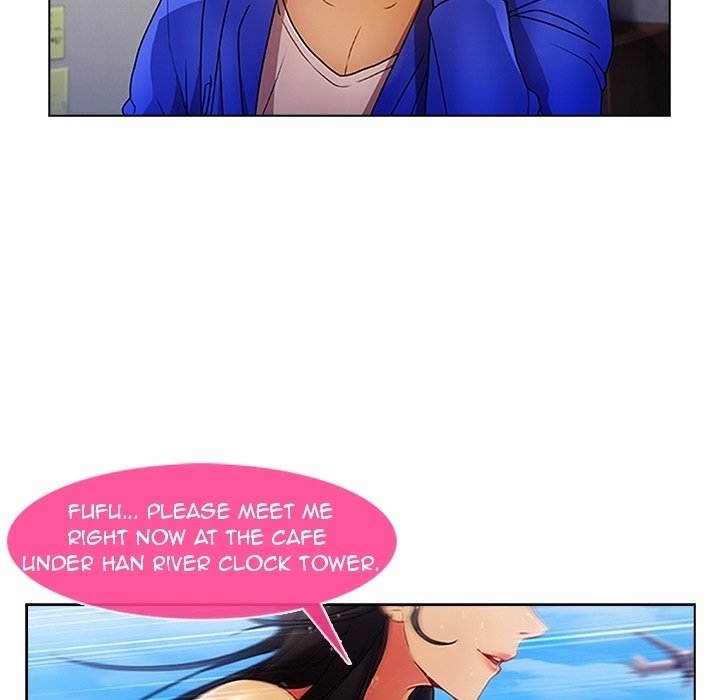 FUFU... PLEASE MEET ME
RIGHT NOW AT THE CAFE
UNDER HAN RIVER CLOCK TOWER.